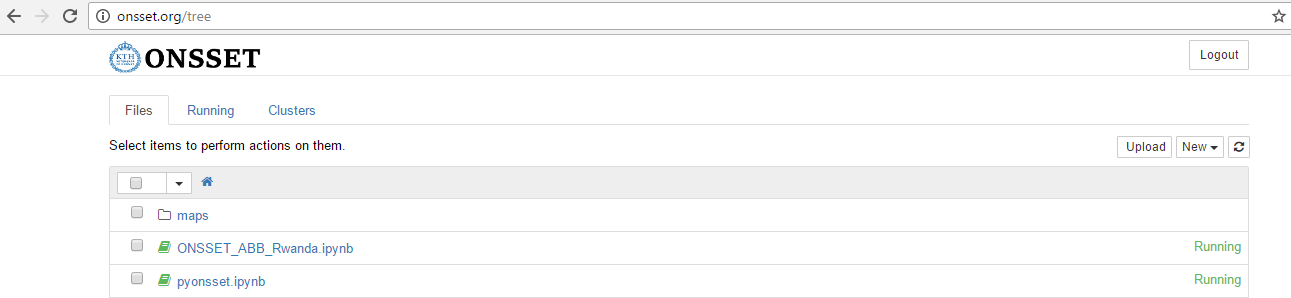 onsset.org/tree
KTH
ONSSET
Logout
Files Running Clusters
Select items to perform actions on them.
Upload New
maps
ONSSET_ABB_Rwanda.ipynb Running
pyonsset.ipynb Running